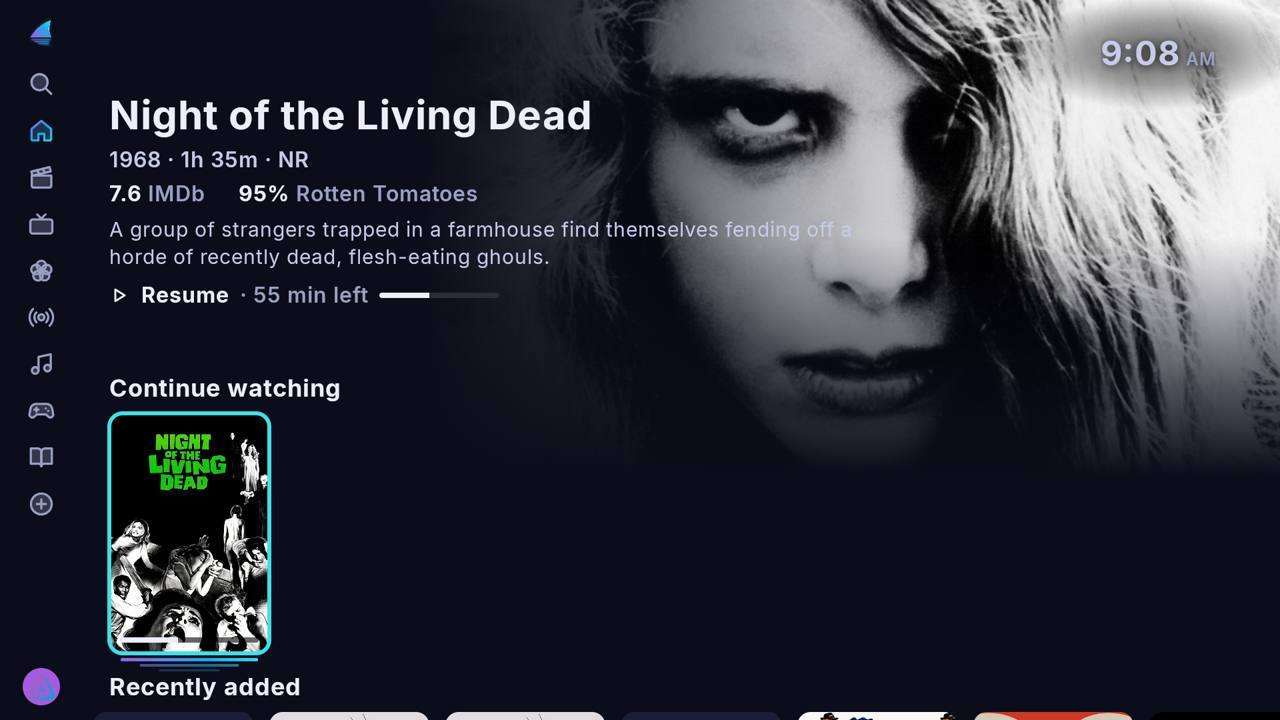 9:08 AM
Night of the Living Dead
1968 · 1h 35m · NR
7.6 IMDb 95% Rotten Tomatoes
A group of strangers trapped in a farmhouse find themselves fending off a
horde of recently dead, flesh-eating ghouls.
Resume · 55 min left
Continue watching
NIGHT
OF THE
LIVING
DEAD
Recently added